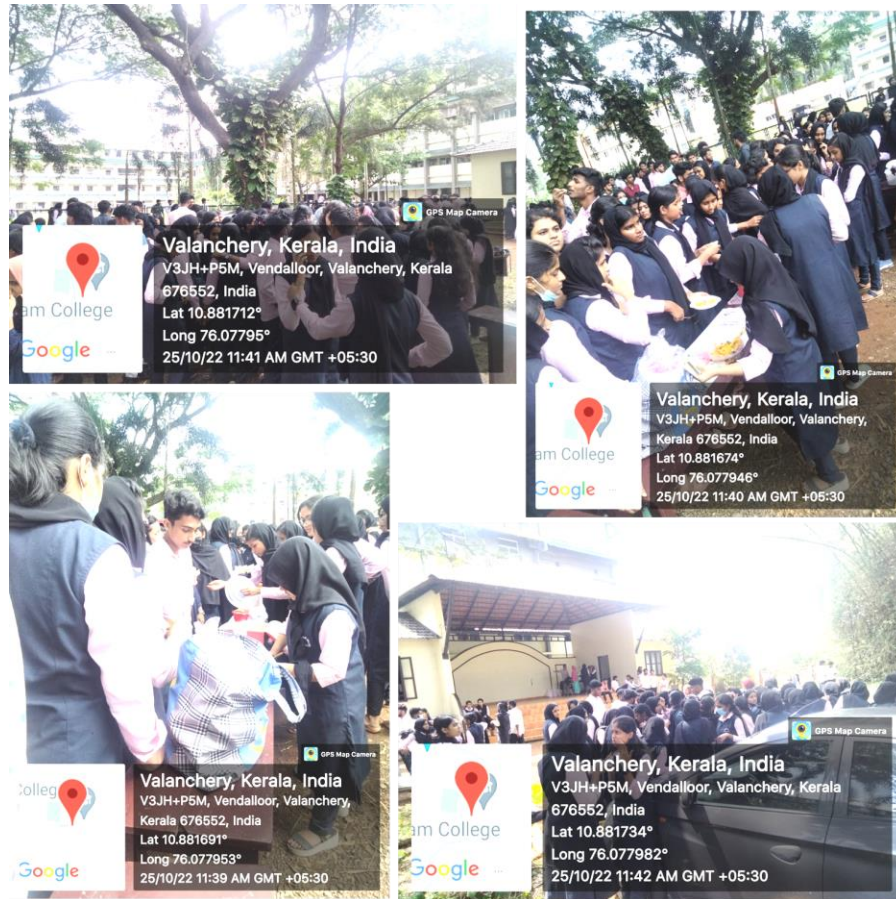 GPS Map Camera
Valanchery, Kerala, India
V3JH+P5M, Vendalloor, Valanchery, Kerala
676552, India
Lat 10.881712°
Long 76.07795°
25/10/22 11:41 AM GMT +05:30
am College
Google
GPS Map Camera
Valanchery, Kerala, India
V3JH+P5M, Vendalloor, Valanchery,
Kerala 676552, India
Lat 10.881674°
Long 76.077946°
25/10/22 11:40 AM GMT +05:30
am College
Google
GPS Map Camera
Valanchery, Kerala, India
V3JH+P5M, Vendalloor, Valanchery,
Kerala 676552, India
Lat 10.881691°
Long 76.077953°
25/10/22 11:39 AM GMT +05:30
College
Google
GPS Map Camera
Valanchery, Kerala, India
V3JH+P5M, Vendalloor, Valanchery, Kerala
676552, India
Lat 10.881734°
Long 76.077982°
25/10/22 11:42 AM GMT +05:30
am College
Google